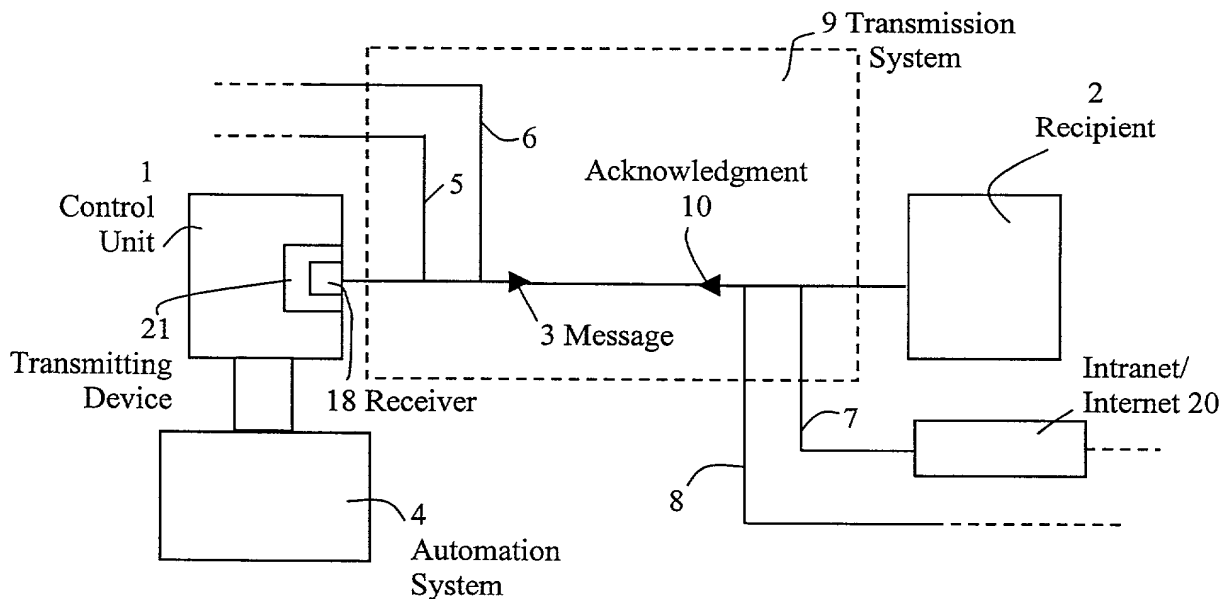 9 Transmission
System
2
Recipient
6
Acknowledgment
10
1
Control
Unit
5
3 Message
21
Transmitting
Device
18 Receiver
Intranet/
Internet 20
7
8
4
Automation
System